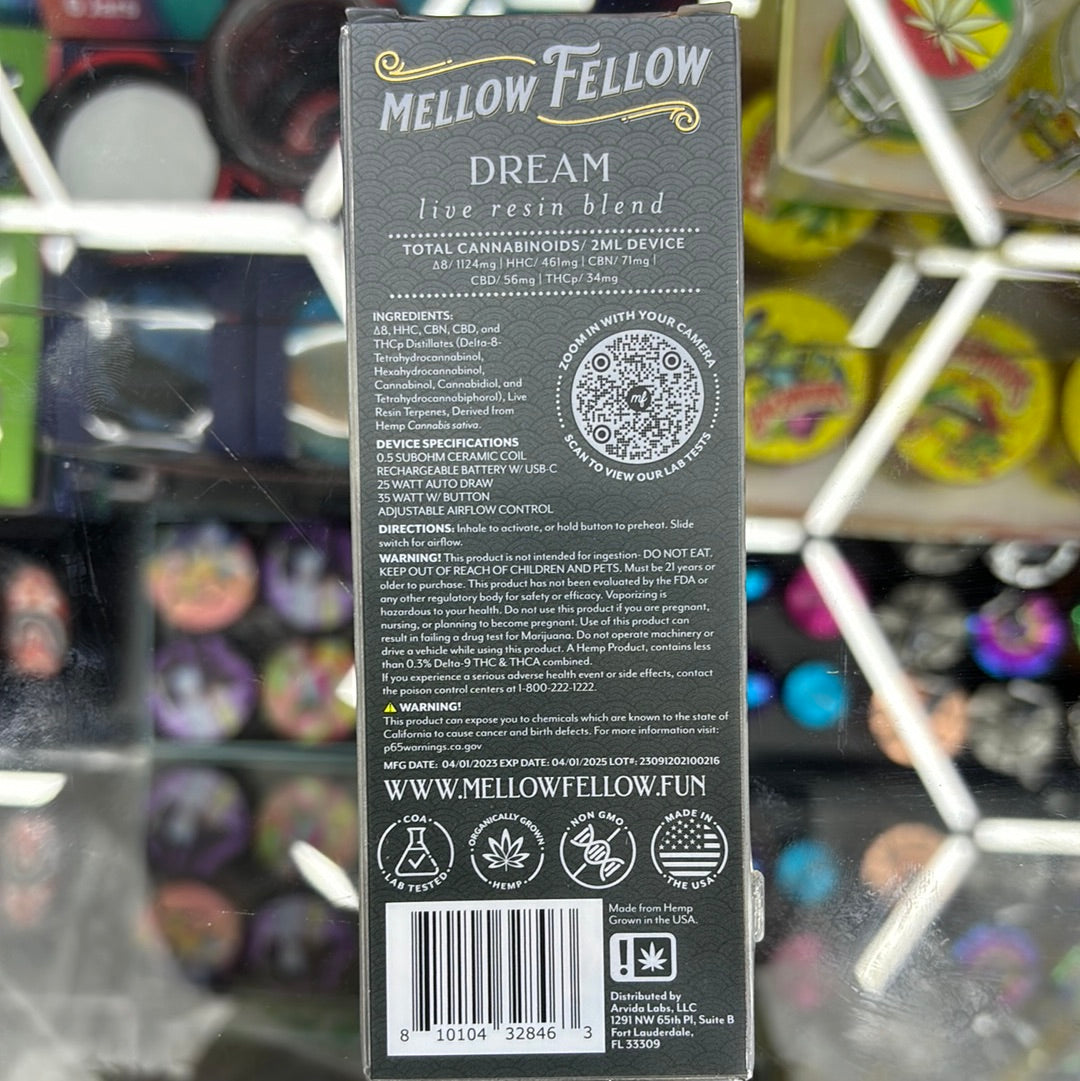 MELLOW FELLOW
DREAM
live resin blend
TOTAL CANNABINOIDS/ 2ML DEVICE
Δ8/ 1124mg | HHC/ 461mg | CBN/ 71mg |
CBD/ 56mg | THCp/ 34mg
INGREDIENTS:
Δ8, HHC, CBN, CBD, and
THCp Distillates (Delta-8-
Tetrahydrocannabinol,
Hexahydrocannabinol,
Cannabinol, Cannabidiol, and
Tetrahydrocannabiphorol), Live
Resin Terpenes, Derived from
Hemp Cannabis sativa.
ZOOM IN WITH YOUR CAMERA
mf
SCAN TO VIEW OUR LAB TESTS
DEVICE SPECIFICATIONS
0.5 SUBOHM CERAMIC COIL
RECHARGEABLE BATTERY W/ USB-C
25 WATT AUTO DRAW
35 WATT W/ BUTTON
ADJUSTABLE AIRFLOW CONTROL
DIRECTIONS: Inhale to activate, or hold button to preheat. Slide
switch for airflow.
WARNING! This product is not intended for ingestion- DO NOT EAT.
KEEP OUT OF REACH OF CHILDREN AND PETS. Must be 21 years or
older to purchase. This product has not been evaluated by the FDA or
any other regulatory body for safety or efficacy. Vaporizing is
hazardous to your health. Do not use this product if you are pregnant,
nursing, or planning to become pregnant. Use of this product can
result in failing a drug test for Marijuana. Do not operate machinery or
drive a vehicle while using this product. A Hemp Product, contains less
than 0.3% Delta-9 THC & THCA combined.
If you experience a serious adverse health event or side effects, contact
the poison control centers at 1-800-222-1222.
WARNING!
This product can expose you to chemicals which are known to the state of
California to cause cancer and birth defects. For more information visit:
p65warnings.ca.gov
MFG DATE: 04/01/2023 EXP DATE: 04/01/2025 LOT#: 23091202100216
WWW.MELLOWFELLOW.FUN
COA
LAB TESTED
ORGANICALLY GROWN
HEMP
NON GMO
MADE IN
THE USA
Made from Hemp
Grown in the USA.
8 10104 32846 3
Distributed by
Arvida Labs, LLC
1291 NW 65th Pl, Suite B
Fort Lauderdale,
FL 33309